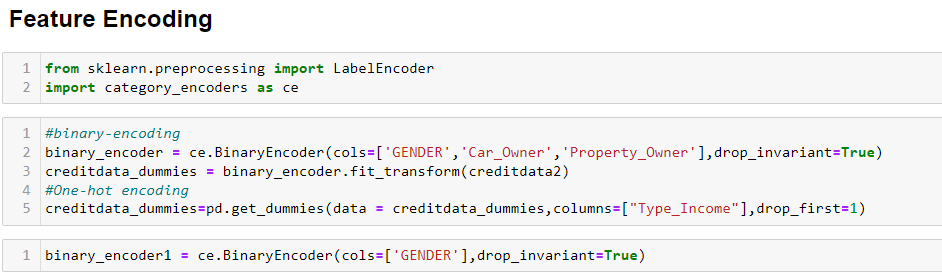 Feature Encoding
1 from sklearn.preprocessing import LabelEncoder
2 import category_encoders as ce
1 #binary-encoding
2 binary_encoder = ce.BinaryEncoder(cols=['GENDER','Car_Owner','Property_Owner'],drop_invariant=True)
3 creditdata_dummies = binary_encoder.fit_transform(creditdata2)
4 #One-hot encoding
5 creditdata_dummies=pd.get_dummies(data = creditdata_dummies,columns=["Type_Income"],drop_first=1)
1 binary_encoder1 = ce.BinaryEncoder(cols=['GENDER'],drop_invariant=True)